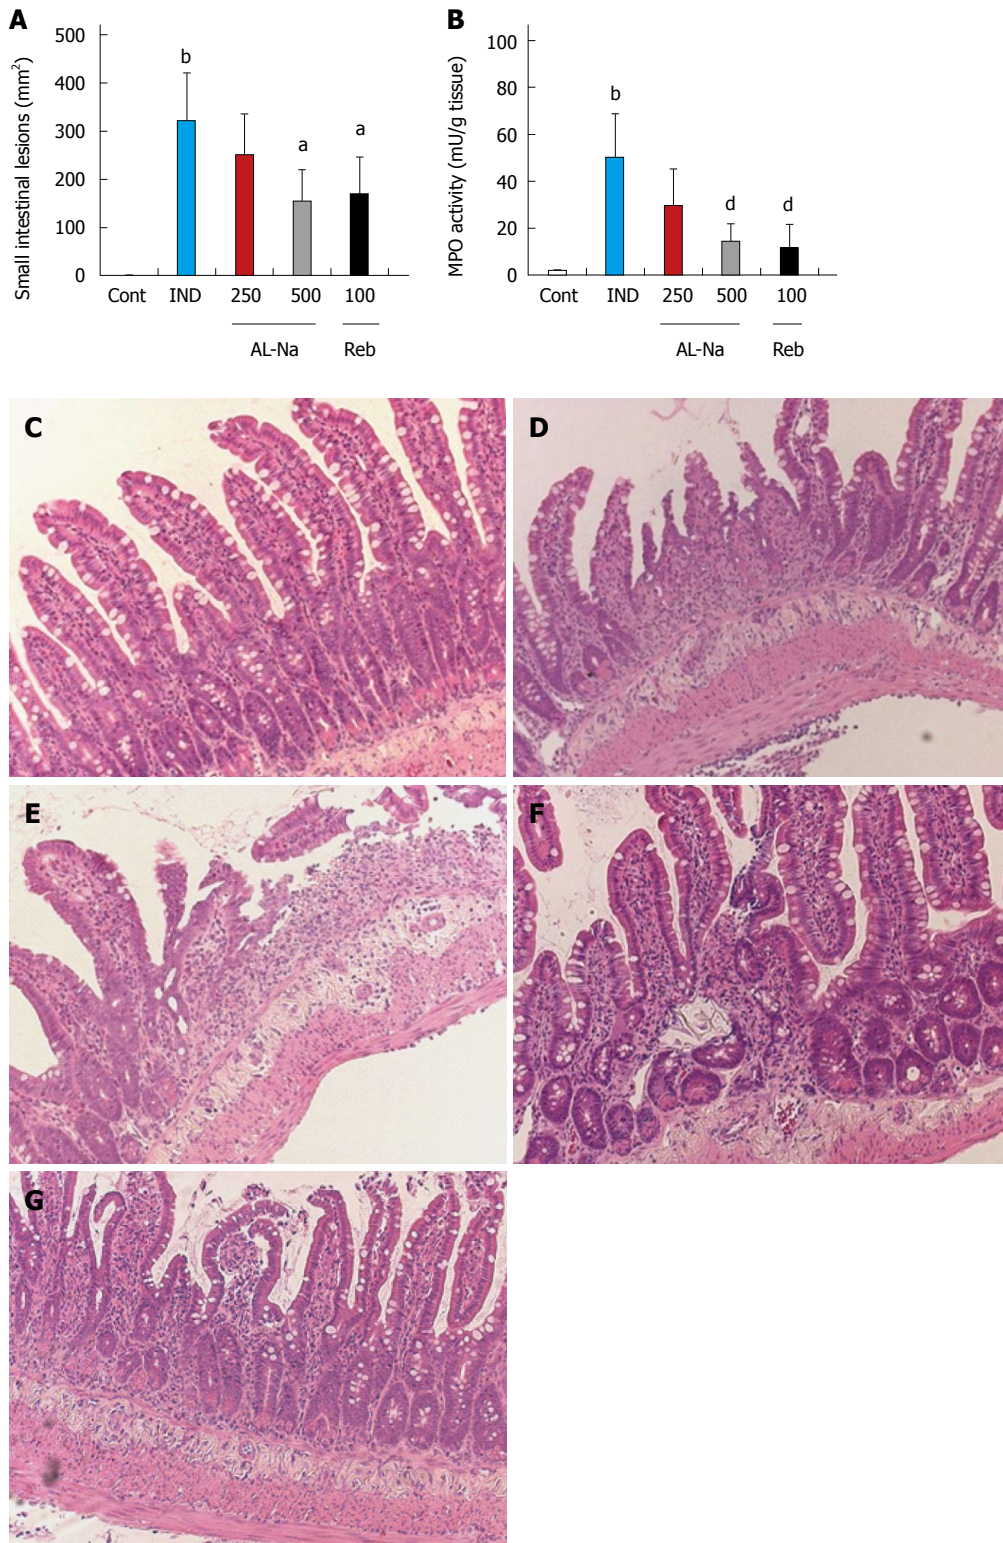 A
Small intestinal lesions (mm²)
500
400
300
200
100
0
b
a
a
Cont IND 250 500 100
AL-Na Reb
B
MPO activity (mU/g tissue)
100
80
60
40
20
0
b
d
d
Cont IND 250 500 100
AL-Na Reb
C
D
E
F
G